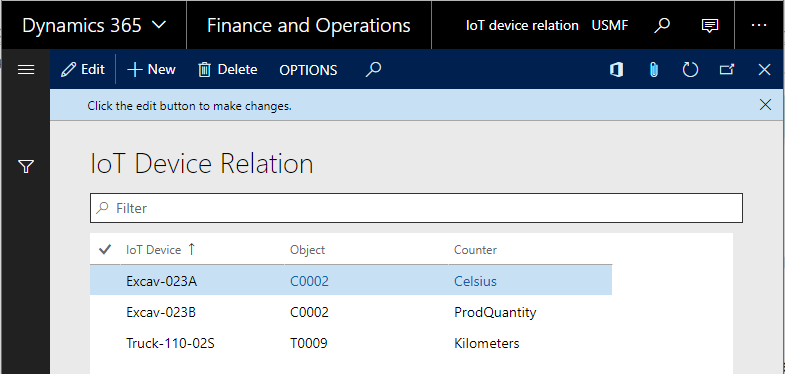 Dynamics 365 Finance and Operations IoT device relation USMF ...
Edit New Delete OPTIONS
Click the edit button to make changes.
IoT Device Relation
Filter
IoT Device Object Counter
Excav-023A C0002 Celsius
Excav-023B C0002 ProdQuantity
Truck-110-02S T0009 Kilometers